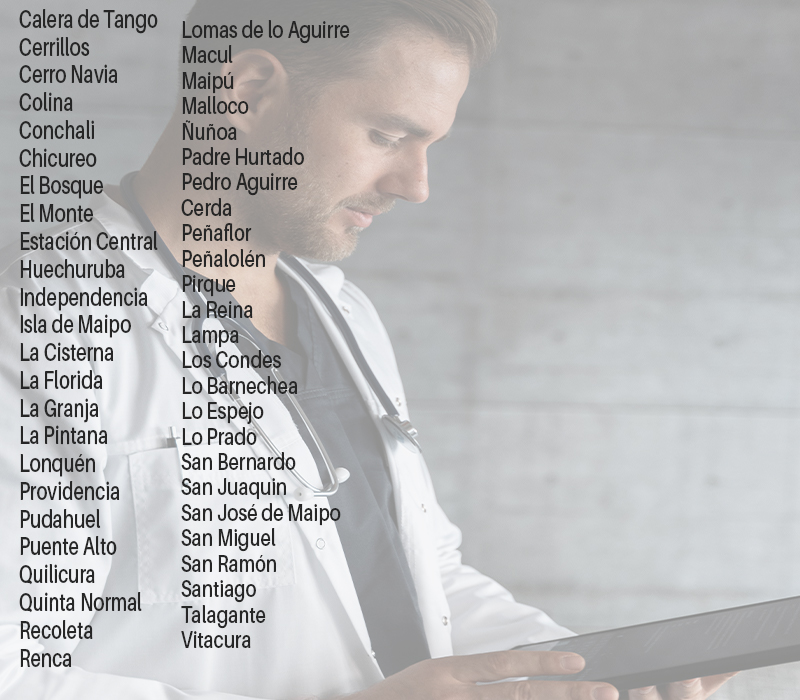 Calera de Tango
Cerrillos
Cerro Navia
Colina
Conchali
Chicureo
El Bosque
El Monte
Estación Central
Huechuruba
Independencia
Isla de Maipo
La Cisterna
La Florida
La Granja
La Pintana
Lonquén
Providencia
Pudahuel
Puente Alto
Quilicura
Quinta Normal
Recoleta
Renca
Lomas de lo Aguirre
Macul
Maipú
Malloco
Ñuñoa
Padre Hurtado
Pedro Aguirre
Cerda
Peñaflor
Peñalolén
Pirque
La Reina
Lampa
Los Condes
Lo Barnechea
Lo Espejo
Lo Prado
San Bernardo
San Juaquin
San José de Maipo
San Miguel
San Ramón
Santiago
Talagante
Vitacura